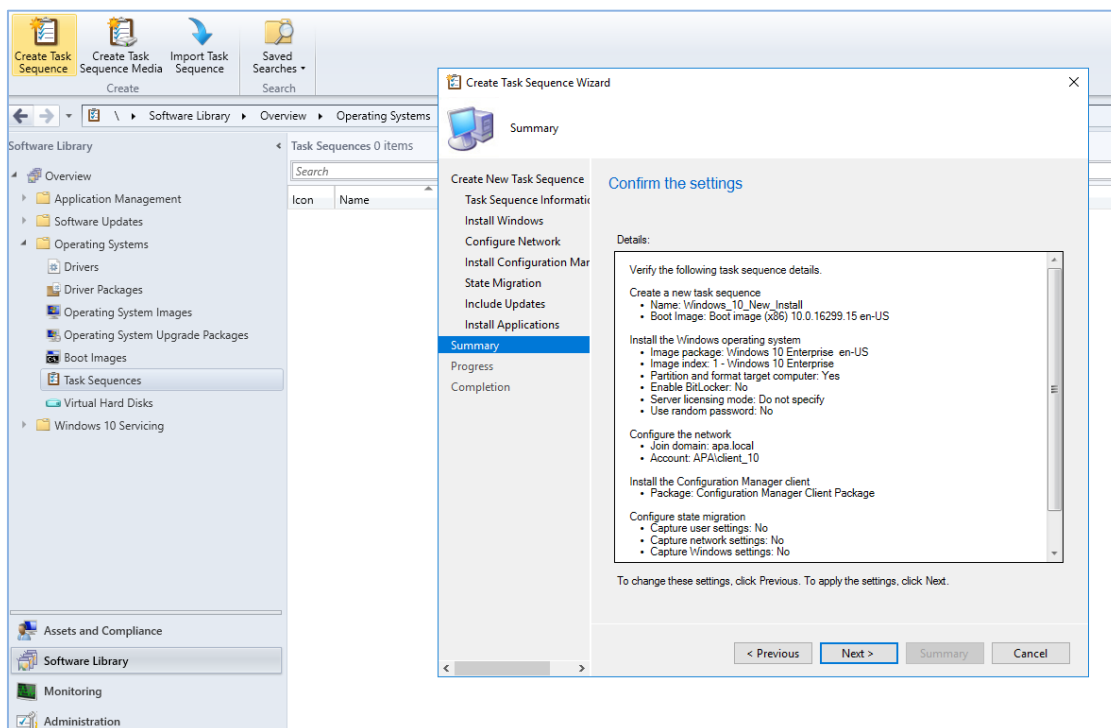 Create Task Sequence
Create Task Sequence Media
Import Task Sequence
Saved Searches
Create
Search
\ Software Library Overview Operating Systems
Software Library
Overview
Application Management
Software Updates
Operating Systems
Drivers
Driver Packages
Operating System Images
Operating System Upgrade Packages
Boot Images
Task Sequences
Virtual Hard Disks
Windows 10 Servicing
Assets and Compliance
Software Library
Monitoring
Administration
Task Sequences 0 items
Search
Icon Name
Create Task Sequence Wizard
Summary
Create New Task Sequence
Task Sequence Informatic
Install Windows
Configure Network
Install Configuration Mar
State Migration
Include Updates
Install Applications
Summary
Progress
Completion
Confirm the settings
Details:
Verify the following task sequence details.
Create a new task sequence
• Name: Windows_10_New_Install
• Boot Image: Boot image (x86) 10.0.16299.15 en-US
Install the Windows operating system
• Image package: Windows 10 Enterprise en-US
• Image index: 1 - Windows 10 Enterprise
• Partition and format target computer: Yes
• Enable BitLocker: No
• Server licensing mode: Do not specify
• Use random password: No
Configure the network
• Join domain: apa.local
• Account: APA\client_10
Install the Configuration Manager client
• Package: Configuration Manager Client Package
Configure state migration
• Capture user settings: No
• Capture network settings: No
• Capture Windows settings: No
To change these settings, click Previous. To apply the settings, click Next.
< Previous
Next >
Summary
Cancel